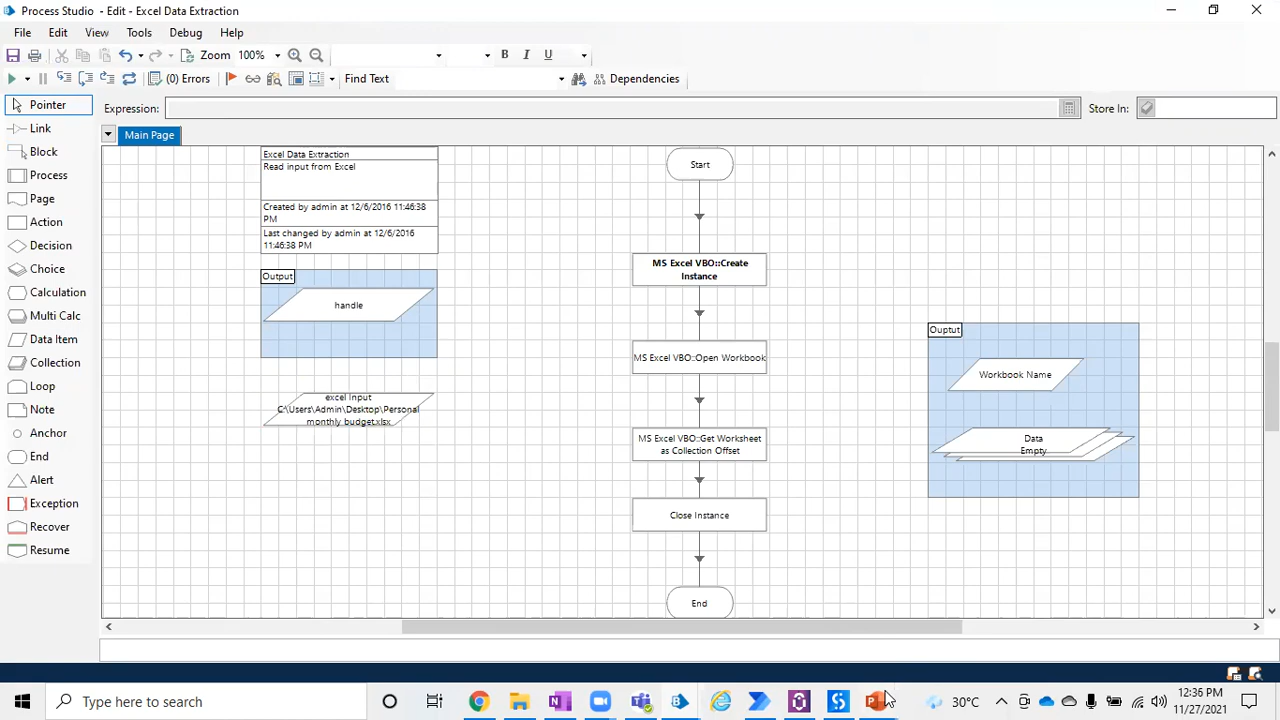 Process Studio - Edit - Excel Data Extraction
File Edit View Tools Debug Help
Zoom 100% B I U
(0) Errors Find Text Dependencies
Pointer
Link
Block
Process
Page
Action
Decision
Choice
Calculation
Multi Calc
Data Item
Collection
Loop
Note
Anchor
End
Alert
Exception
Recover
Resume
Expression: Store In:
Main Page
Excel Data Extraction
Read input from Excel
Created by admin at 12/6/2016 11:46:38
PM
Last changed by admin at 12/6/2016
11:46:38 PM
Output
handle
excel Input
C:\Users\Admin\Desktop\Personal
monthly budget.xlsx
Start
MS Excel VBO::Create
Instance
MS Excel VBO::Open Workbook
MS Excel VBO::Get Worksheet
as Collection Offset
Close Instance
End
Ouptut
Workbook Name
Data
Empty
Type here to search
30°C
12:36 PM
11/27/2021